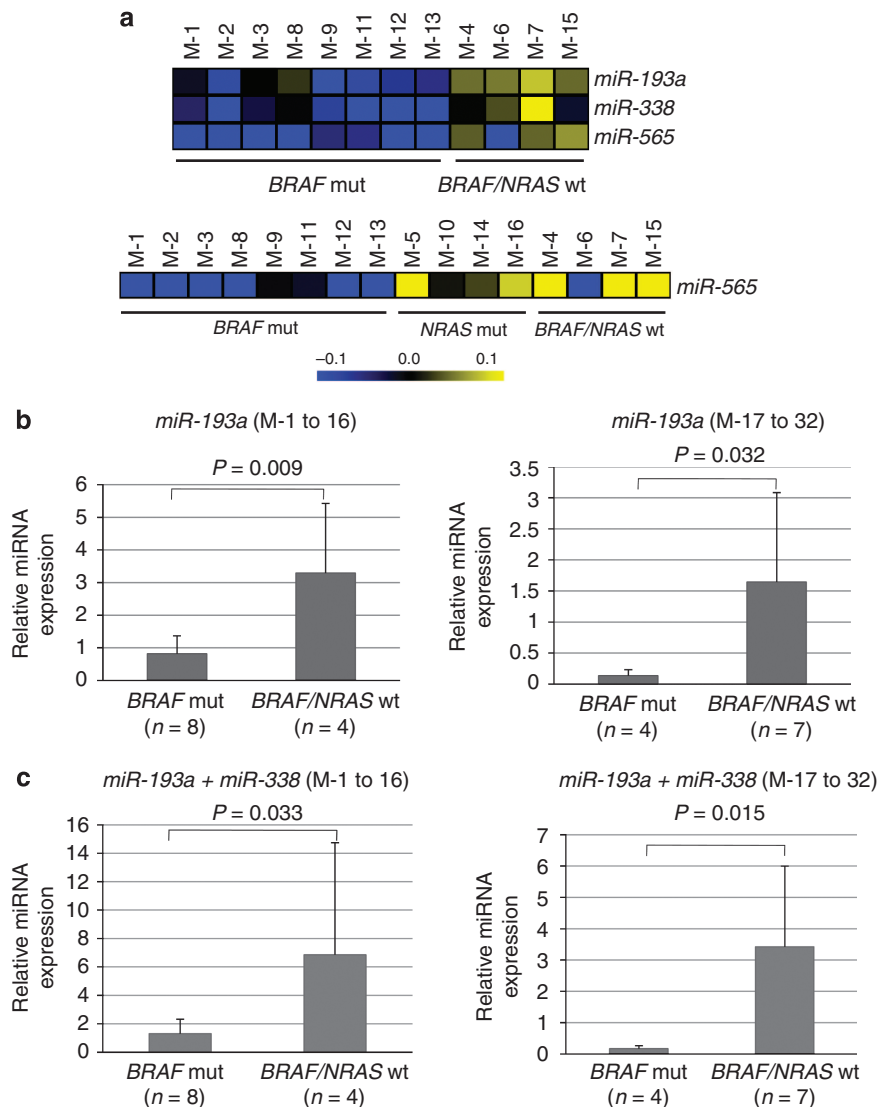 a
M-1 M-2 M-3 M-8 M-9 M-11 M-12 M-13 M-4 M-6 M-7 M-15
miR-193a
miR-338
miR-565
BRAF mut BRAF/NRAS wt
M-1 M-2 M-3 M-8 M-9 M-11 M-12 M-13 M-5 M-10 M-14 M-16 M-4 M-6 M-7 M-15
miR-565
BRAF mut NRAS mut BRAF/NRAS wt
–0.1 0.0 0.1
b
miR-193a (M-1 to 16)
P = 0.009
Relative miRNA
expression
6
5
4
3
2
1
0
BRAF mut BRAF/NRAS wt
(n = 8) (n = 4)
miR-193a (M-17 to 32)
P = 0.032
Relative miRNA
expression
3.5
3
2.5
2
1.5
1
0.5
0
BRAF mut BRAF/NRAS wt
(n = 4) (n = 7)
c
miR-193a + miR-338 (M-1 to 16)
P = 0.033
Relative miRNA
expression
16
14
12
10
8
6
4
2
0
BRAF mut BRAF/NRAS wt
(n = 8) (n = 4)
miR-193a + miR-338 (M-17 to 32)
P = 0.015
Relative miRNA
expression
7
6
5
4
3
2
1
0
BRAF mut BRAF/NRAS wt
(n = 4) (n = 7)